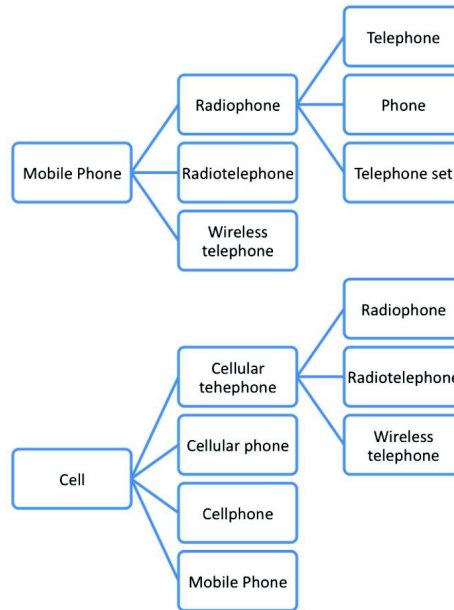 Telephone
Radiophone
Phone
Mobile Phone
Radiotelephone
Telephone set
Wireless
telephone
Radiophone
Cellular
tehephone
Radiotelephone
Cellular phone
Wireless
telephone
Cell
Cellphone
Mobile Phone